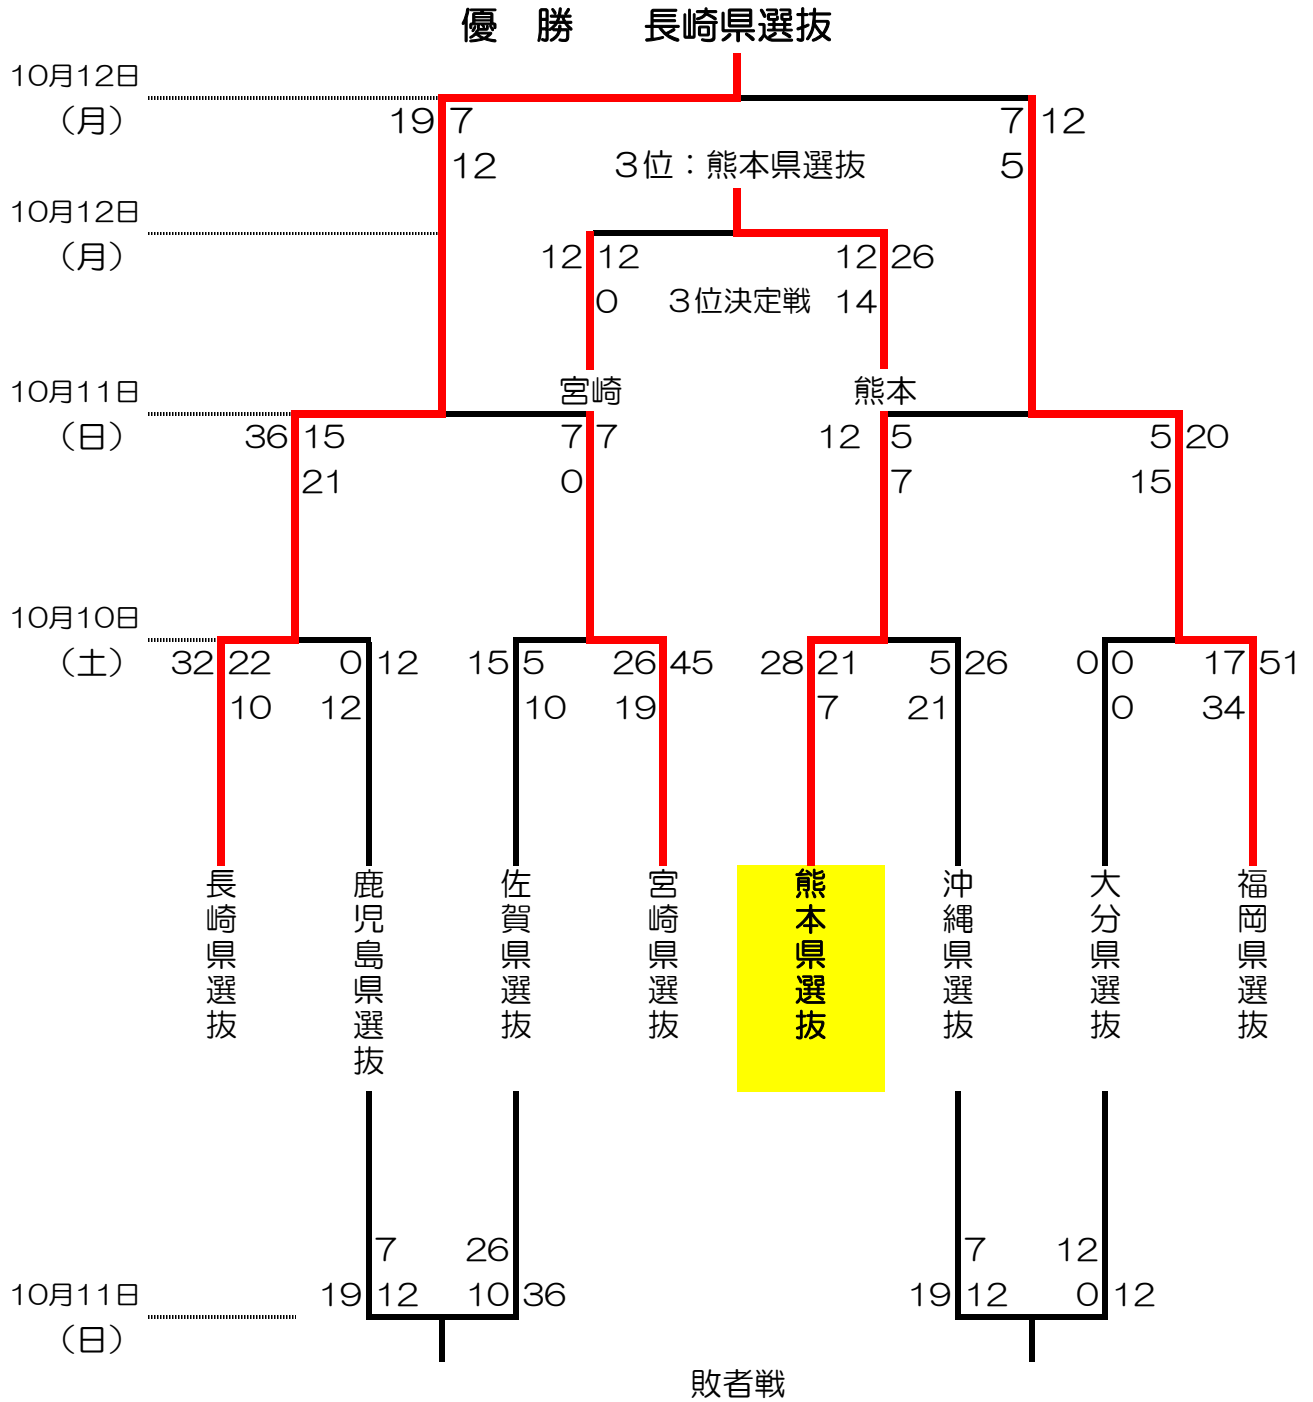 優　勝　　長崎県選抜
10月12日
（月）
19 7　7 12
12　5
３位：熊本県選抜
10月12日
（月）
12 12　12 26
0　３位決定戦　14
宮崎　熊本
10月11日
（日）
36 15　7 7　12 5　5 20
21　0　7　15
10月10日
（土）
32 22　0 12　15 5　26 45　28 21　5 26　0 0　17 51
10　12　10　19　7　21　0　34
長崎県選抜
鹿児島県選抜
佐賀県選抜
宮崎県選抜
熊本県選抜
沖縄県選抜
大分県選抜
福岡県選抜
7　26　7　12
10月11日
（日）
19 12　10 36　19 12　0 12
敗者戦